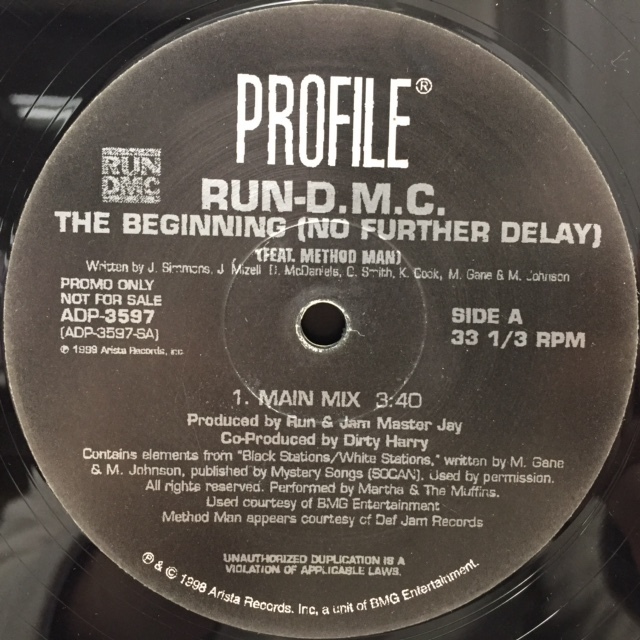 PROFILE®
RUN
DMC
RUN-D.M.C.
THE BEGINNING (NO FURTHER DELAY)
(FEAT. METHOD MAN)
Written by J. Simmons, J. Mizell, D. McDaniels, C. Smith, K. Cook, M. Gane & M. Johnson
PROMO ONLY
NOT FOR SALE
ADP-3597
(ADP-3597-SA)
℗ 1999 Arista Records, Inc.
SIDE A
33 1/3 RPM
1. MAIN MIX 3:40
Produced by Run & Jam Master Jay
Co-Produced by Dirty Harry
Contains elements from "Black Stations/White Stations," written by M. Gane
& M. Johnson, published by Mystery Songs (SOCAN). Used by permission.
All rights reserved. Performed by Martha & The Muffins.
Used courtesy of BMG Entertainment
Method Man appears courtesy of Def Jam Records
UNAUTHORIZED DUPLICATION IS A
VIOLATION OF APPLICABLE LAWS.
℗ & © 1998 Arista Records, Inc, a unit of BMG Entertainment.